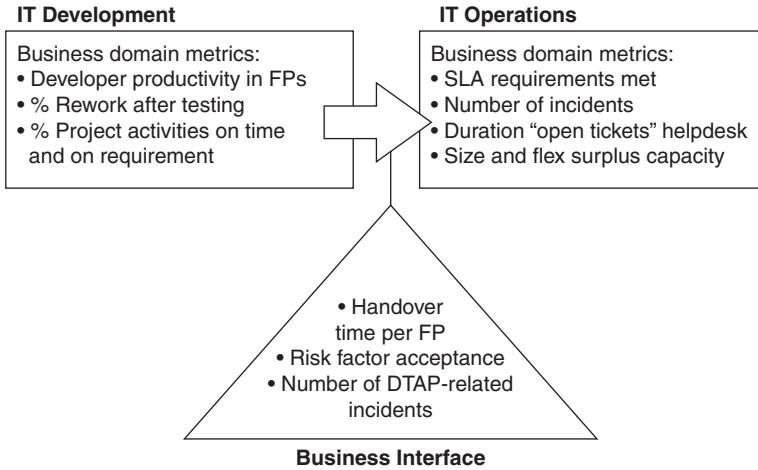 IT Development
Business domain metrics:
• Developer productivity in FPs
• % Rework after testing
• % Project activities on time
and on requirement
IT Operations
Business domain metrics:
• SLA requirements met
• Number of incidents
• Duration “open tickets” helpdesk
• Size and flex surplus capacity
• Handover
time per FP
• Risk factor acceptance
• Number of DTAP-related
incidents
Business Interface